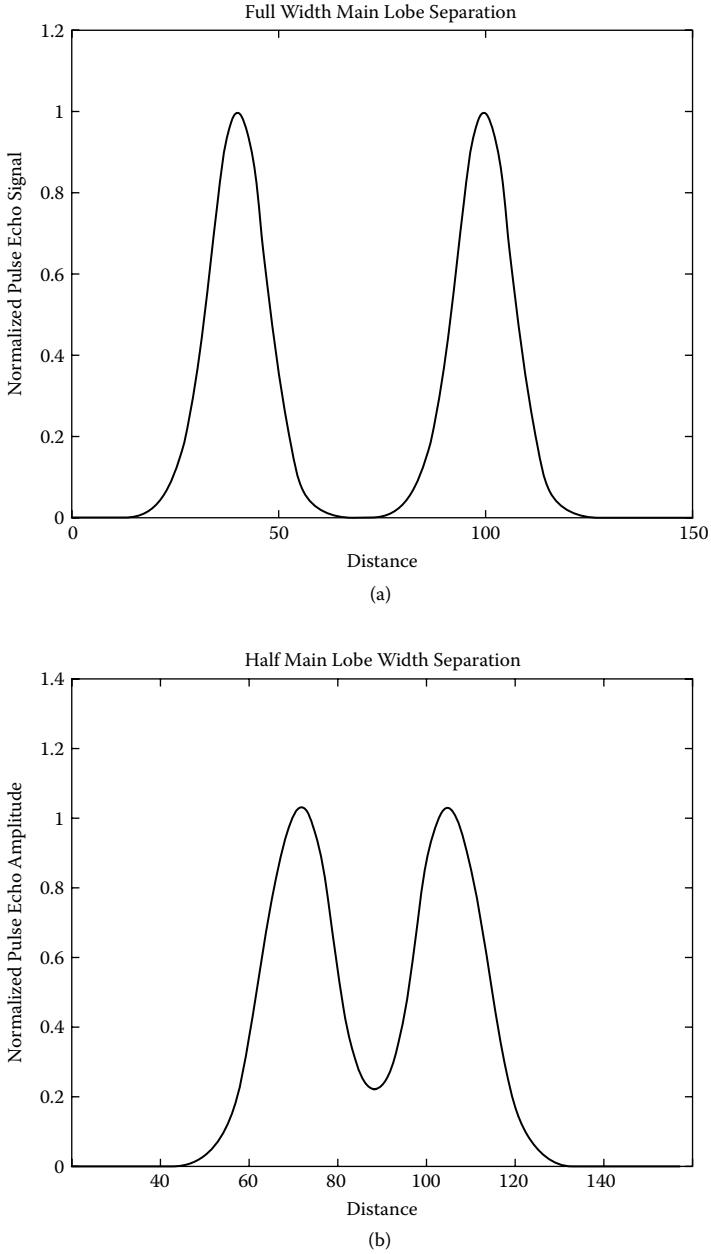 Full Width Main Lobe Separation
1.2
1
0.8
0.6
0.4
0.2
0
Normalized Pulse Echo Signal
0 50 100 150
Distance
(a)
Half Main Lobe Width Separation
1.4
1.2
1
0.8
0.6
0.4
0.2
0
Normalized Pulse Echo Amplitude
40 60 80 100 120 140
Distance
(b)